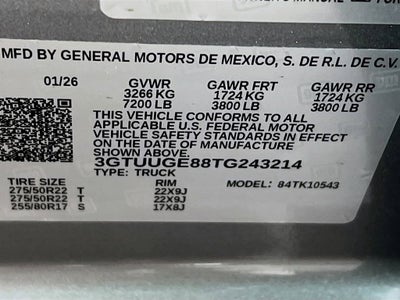 OWNER'S MANUAL FOR
MFD BY GENERAL MOTORS DE MEXICO, S. DE R.L. DE C.V.
01/26 GVWR GAWR FRT GAWR RR
3266 KG 1724 KG 1724 KG
7200 LB 3800 LB 3800 LB
THIS VEHICLE CONFORMS TO ALL
APPLICABLE U.S. FEDERAL MOTOR
VEHICLE SAFETY STANDARDS IN EFFECT
ON THE DATE OF MANUFACTURE SHOWN ABOVE.
3GTUUGE88TG243214
TYPE: TRUCK MODEL: 84TK10543
TIRE SIZE RIM
275/50R22 T 22X9J
275/50R22 T 22X9J
255/80R17 S 17X8J